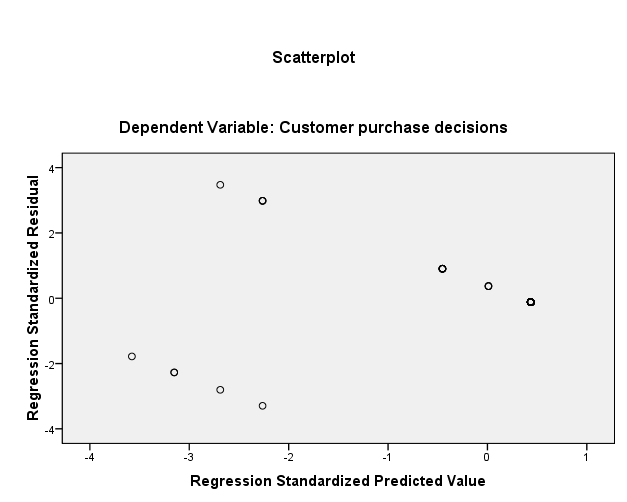 Scatterplot
Dependent Variable: Customer purchase decisions
Regression Standardized Residual
4
2
0
-2
-4
-4
-3
-2
-1
0
1
Regression Standardized Predicted Value